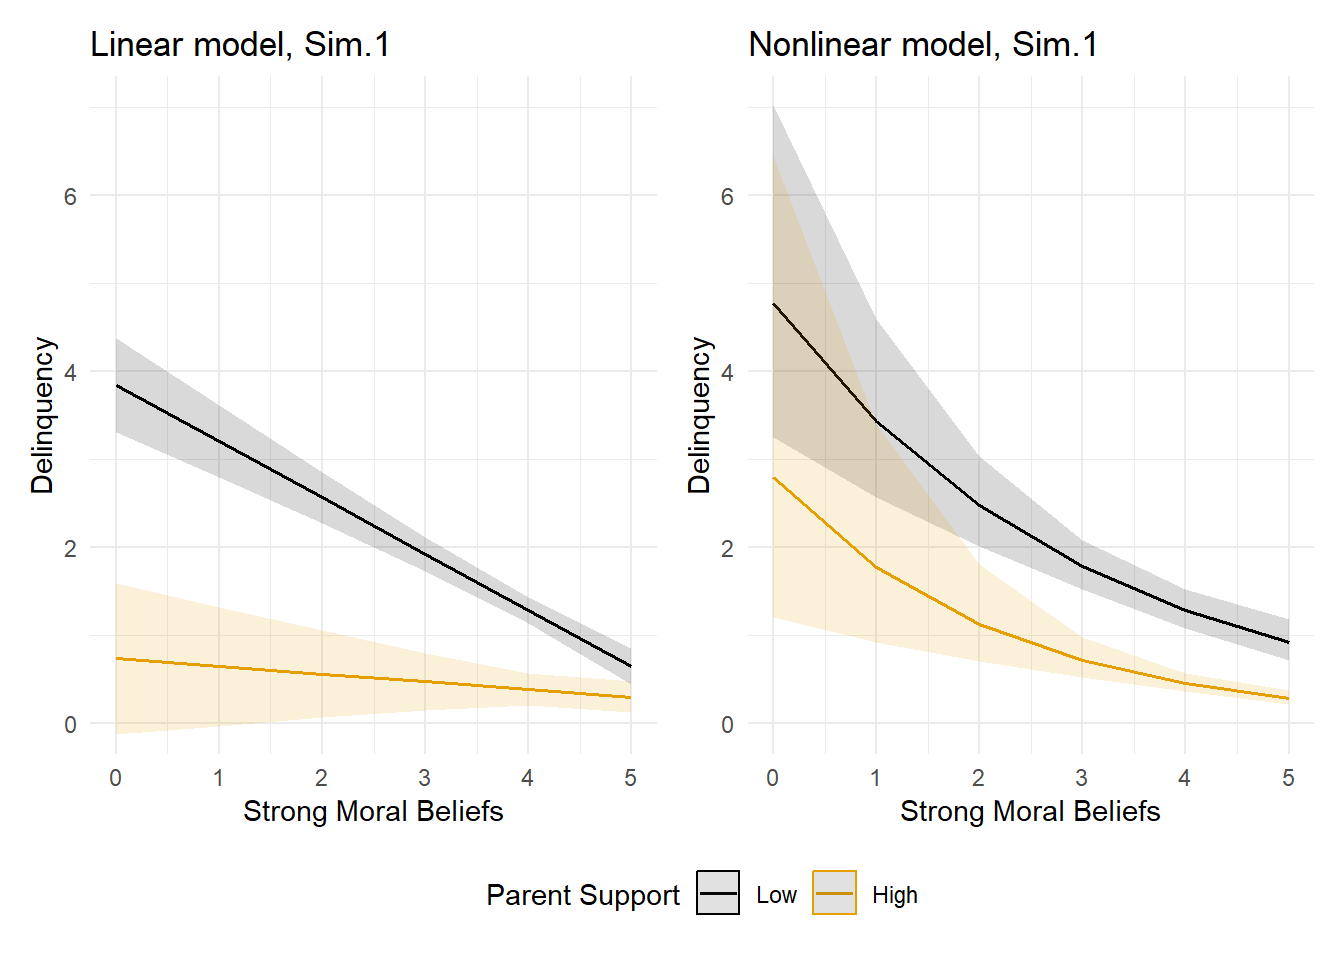 Linear model, Sim.1
Delinquency
6
4
2
0
0 1 2 3 4 5
Strong Moral Beliefs
Nonlinear model, Sim.1
Delinquency
6
4
2
0
0 1 2 3 4 5
Strong Moral Beliefs
Parent Support Low High